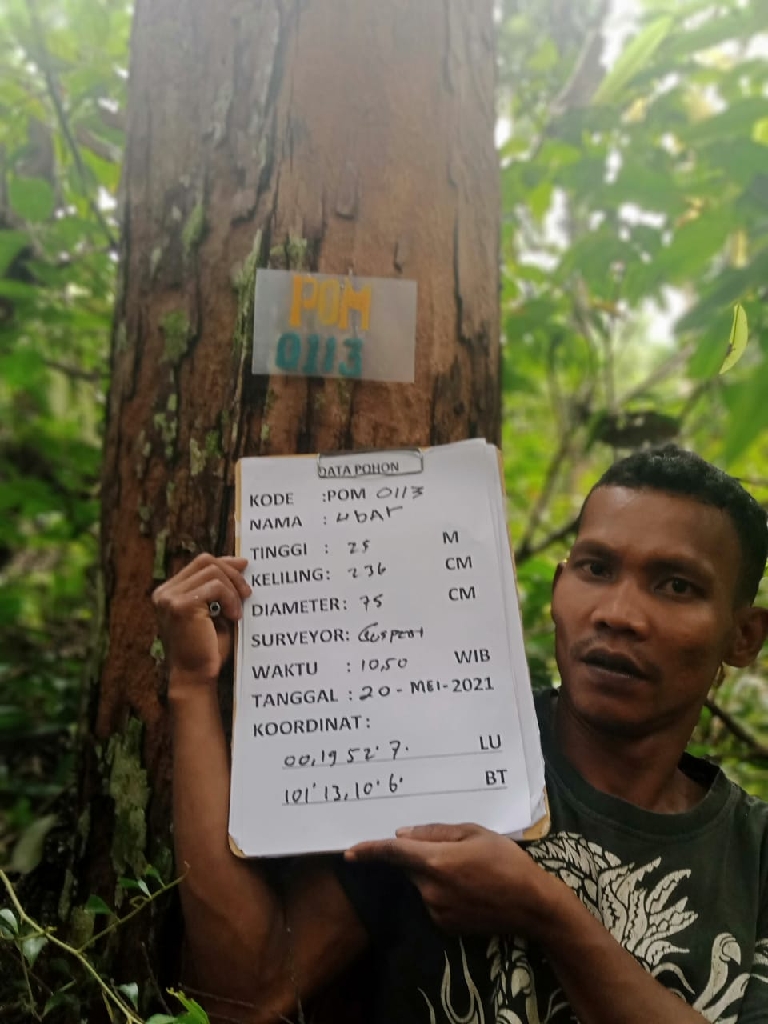 POM
0113
DATA POHON
KODE :POM 0113
NAMA : UBAR
TINGGI : 25 M
KELILING: 236 CM
DIAMETER: 75 CM
SURVEYOR:
WAKTU : 10,50 WIB
TANGGAL : 20 - MEI - 2021
KOORDINAT:
00,19 52' 7. LU
101' 13, 10' 6' BT